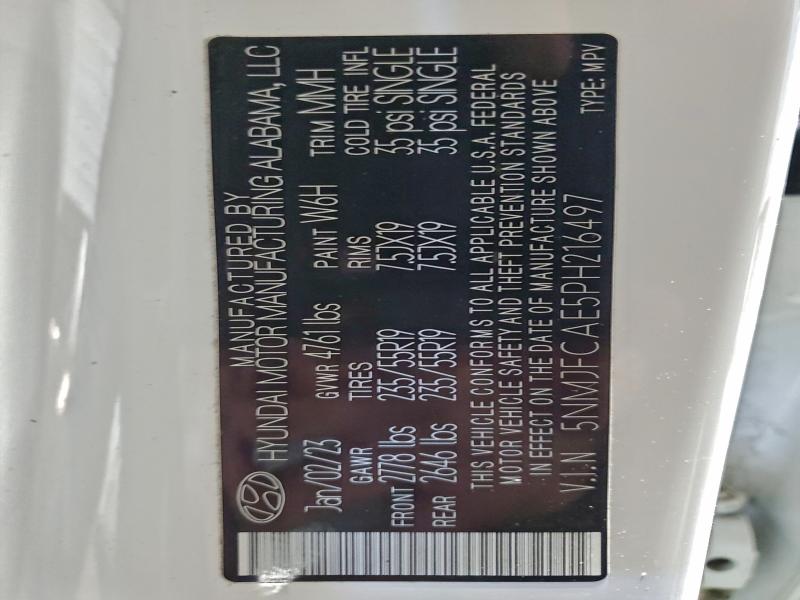 MANUFACTURED BY
HYUNDAI MOTOR MANUFACTURING ALABAMA, LLC
Jan/02/23 GVWR 4761 lbs PAINT W6H TRIM MMH
GAWR TIRES RIMS COLD TIRE INFL
FRONT 2778 lbs 235/55R19 7.5JX19 35 psi SINGLE
REAR 2646 lbs 235/55R19 7.5JX19 35 psi SINGLE
THIS VEHICLE CONFORMS TO ALL APPLICABLE U.S.A. FEDERAL
MOTOR VEHICLE SAFETY AND THEFT PREVENTION STANDARDS
IN EFFECT ON THE DATE OF MANUFACTURE SHOWN ABOVE
V.I.N 5NMJFCAE5PH216497 TYPE: MPV